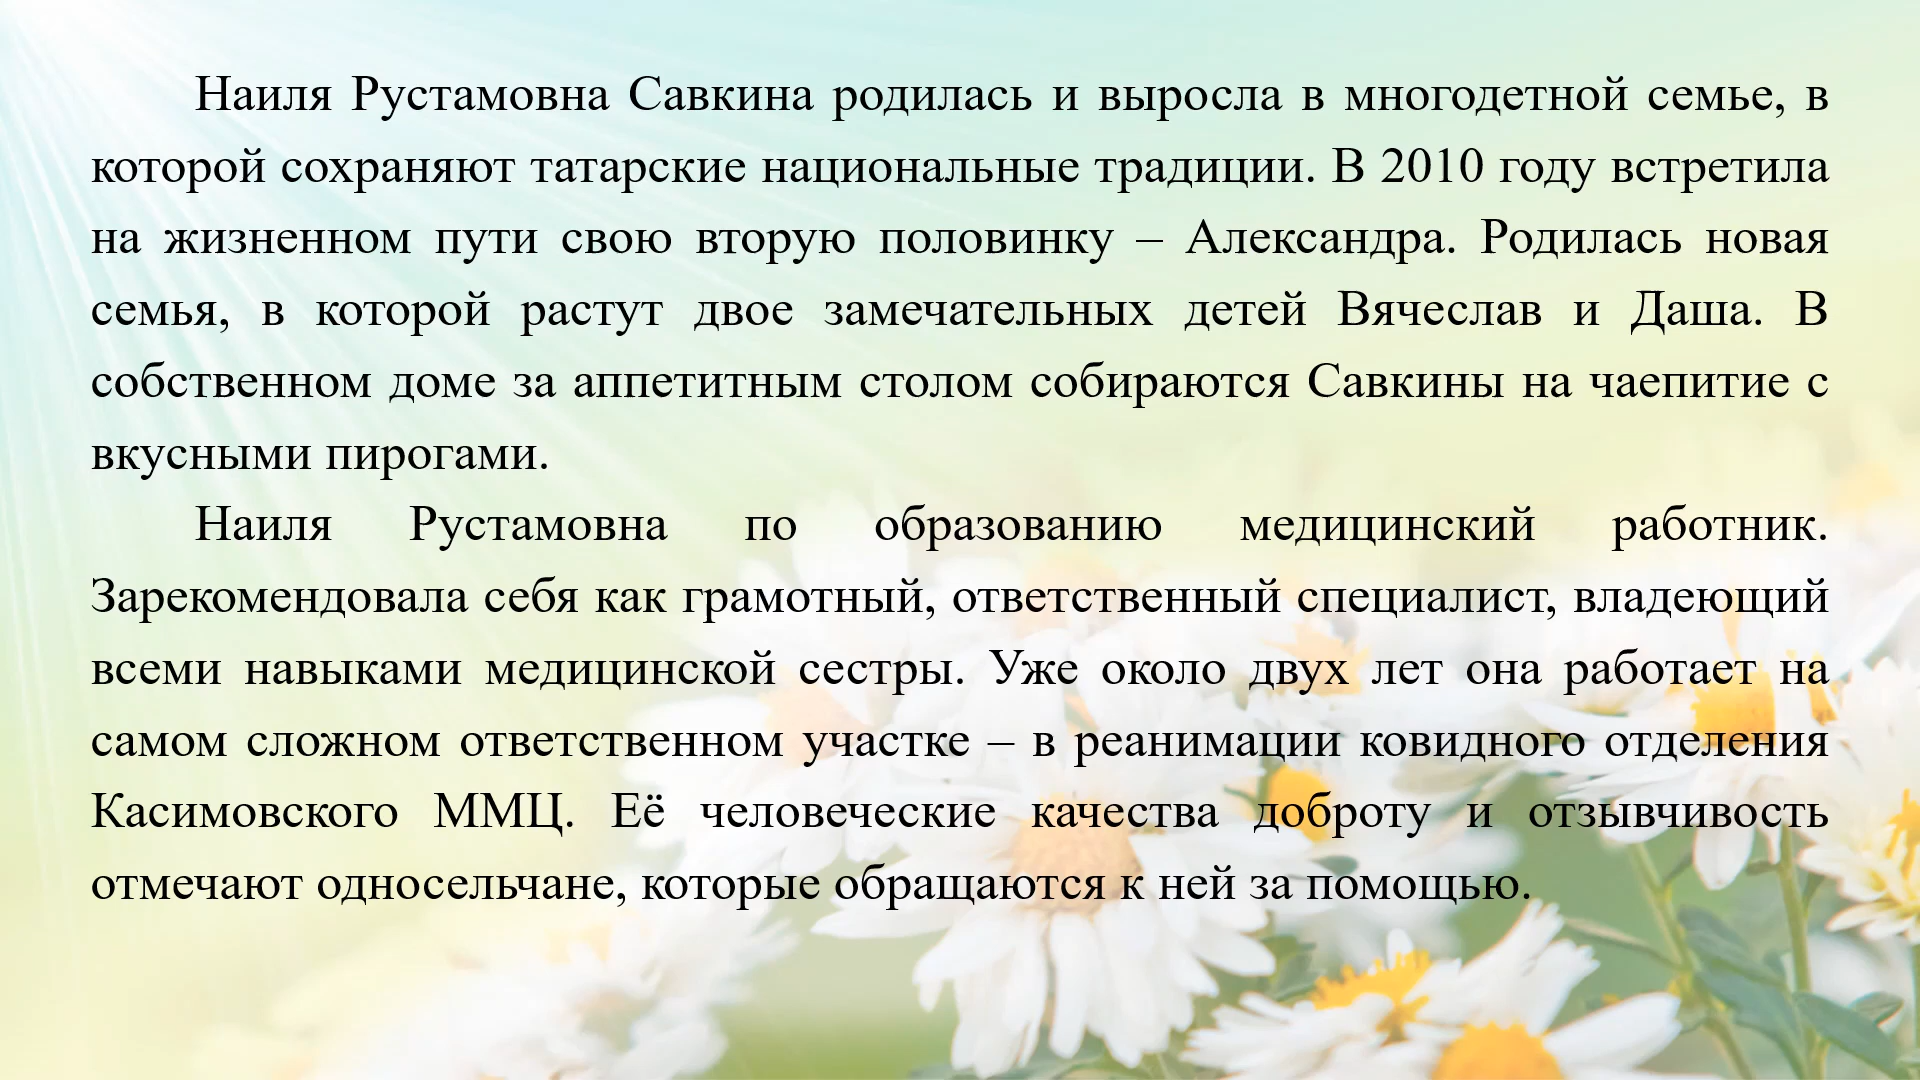 Наиля Рустамовна Савкина родилась и выросла в многодетной семье, в
которой сохраняют татарские национальные традиции. В 2010 году встретила
на жизненном пути свою вторую половинку – Александра. Родилась новая
семья, в которой растут двое замечательных детей Вячеслав и Даша. В
собственном доме за аппетитным столом собираются Савкины на чаепитие с
вкусными пирогами.
Наиля Рустамовна по образованию медицинский работник.
Зарекомендовала себя как грамотный, ответственный специалист, владеющий
всеми навыками медицинской сестры. Уже около двух лет она работает на
самом сложном ответственном участке – в реанимации ковидного отделения
Касимовского ММЦ. Её человеческие качества доброту и отзывчивость
отмечают односельчане, которые обращаются к ней за помощью.